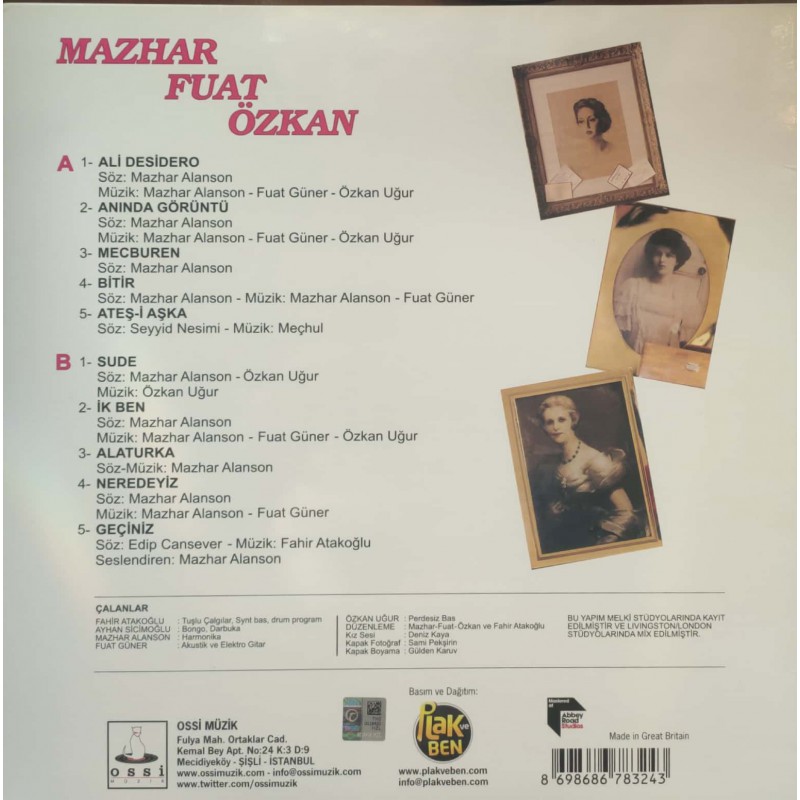 MAZHAR
FUAT
ÖZKAN
A 1- ALİ DESİDERO
Söz: Mazhar Alanson
Müzik: Mazhar Alanson - Fuat Güner - Özkan Uğur
2- ANINDA GÖRÜNTÜ
Söz: Mazhar Alanson
Müzik: Mazhar Alanson - Fuat Güner - Özkan Uğur
3- MECBUREN
Söz: Mazhar Alanson
4- BİTİR
Söz: Mazhar Alanson - Müzik: Mazhar Alanson - Fuat Güner
5- ATEŞ-İ AŞKA
Söz: Seyyid Nesimi - Müzik: Meçhul
B 1- SUDE
Söz: Mazhar Alanson - Özkan Uğur
Müzik: Özkan Uğur
2- İK BEN
Söz: Mazhar Alanson
Müzik: Mazhar Alanson - Fuat Güner - Özkan Uğur
3- ALATURKA
Söz-Müzik: Mazhar Alanson
4- NEREDEYİZ
Söz: Mazhar Alanson
Müzik: Mazhar Alanson - Fuat Güner
5- GEÇİNİZ
Söz: Edip Cansever - Müzik: Fahir Atakoğlu
Seslendiren: Mazhar Alanson
ÇALANLAR
FAHİR ATAKOĞLU : Tuşlu Çalgılar, Synt bas, drum program
AYHAN SİCİMOĞLU : Bongo, Darbuka
MAZHAR ALANSON : Harmonika
FUAT GÜNER : Akustik ve Elektro Gitar
ÖZKAN UĞUR : Perdesiz Bas
DÜZENLEME : Mazhar-Fuat-Özkan ve Fahir Atakoğlu
Kız Sesi : Deniz Kaya
Kapak Fotoğraf : Sami Pekşirin
Kapak Boyama : Gülden Karuv
BU YAPIM MELKİ STÜDYOLARINDA KAYIT
EDİLMİŞTİR VE LIVINGSTON/LONDON
STÜDYOLARINDA MİX EDİLMİŞTİR.
OSSİ
MÜZİK
OSSİ MÜZİK
Fulya Mah. Ortaklar Cad.
Kemal Bey Apt. No:24 K:3 D:9
Mecidiyeköy - ŞİŞLİ - İSTANBUL
www.ossimuzik.com - info@ossimuzik.com
www.twitter.com/ossimuzik
Basım ve Dağıtım:
Plak ve
BEN
www.plakveben.com
info@plakveben.com
Mastered
at
Abbey
Road
Studios
Made in Great Britain
8 698686 783243